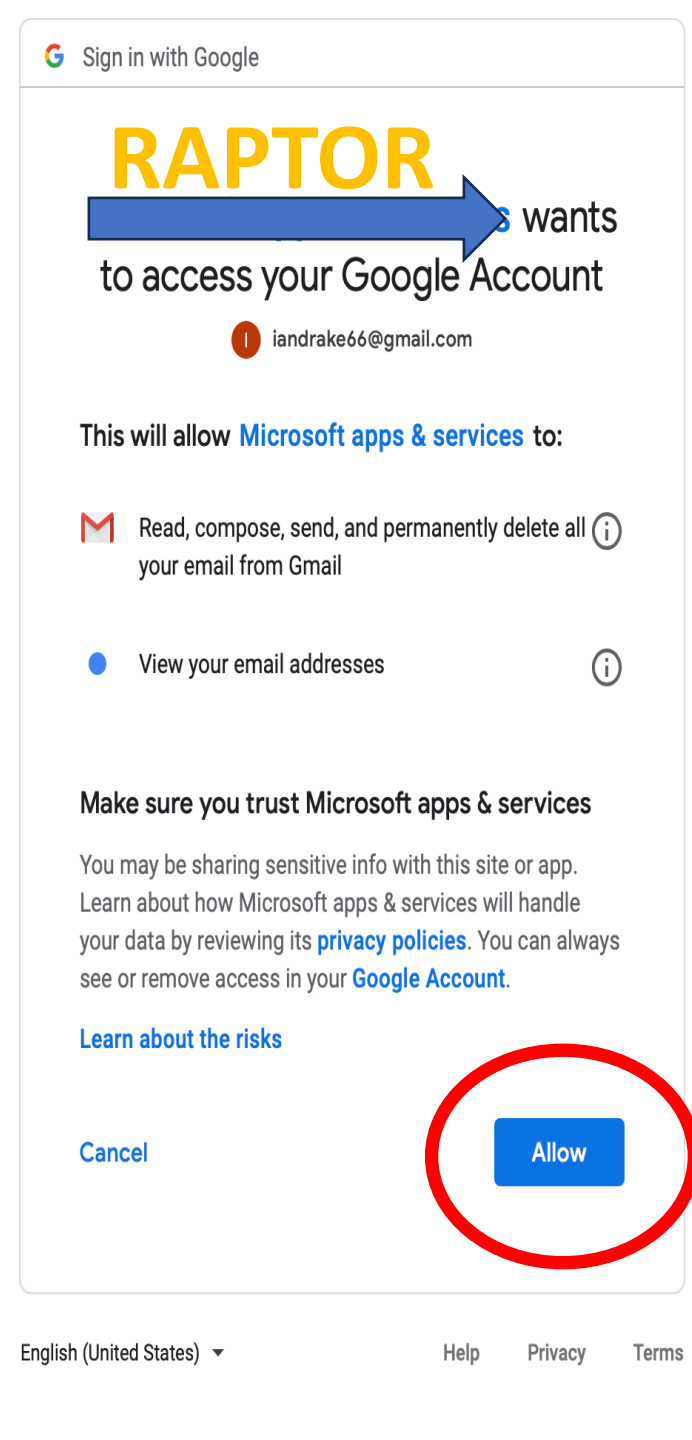 Sign in with Google
RAPTOR
s wants
to access your Google Account
I
iandrake66@gmail.com
This will allow Microsoft apps & services to:
Read, compose, send, and permanently delete all
your email from Gmail
View your email addresses
Make sure you trust Microsoft apps & services
You may be sharing sensitive info with this site or app.
Learn about how Microsoft apps & services will handle
your data by reviewing its privacy policies. You can always
see or remove access in your Google Account.
Learn about the risks
Cancel Allow
English (United States) Help Privacy Terms